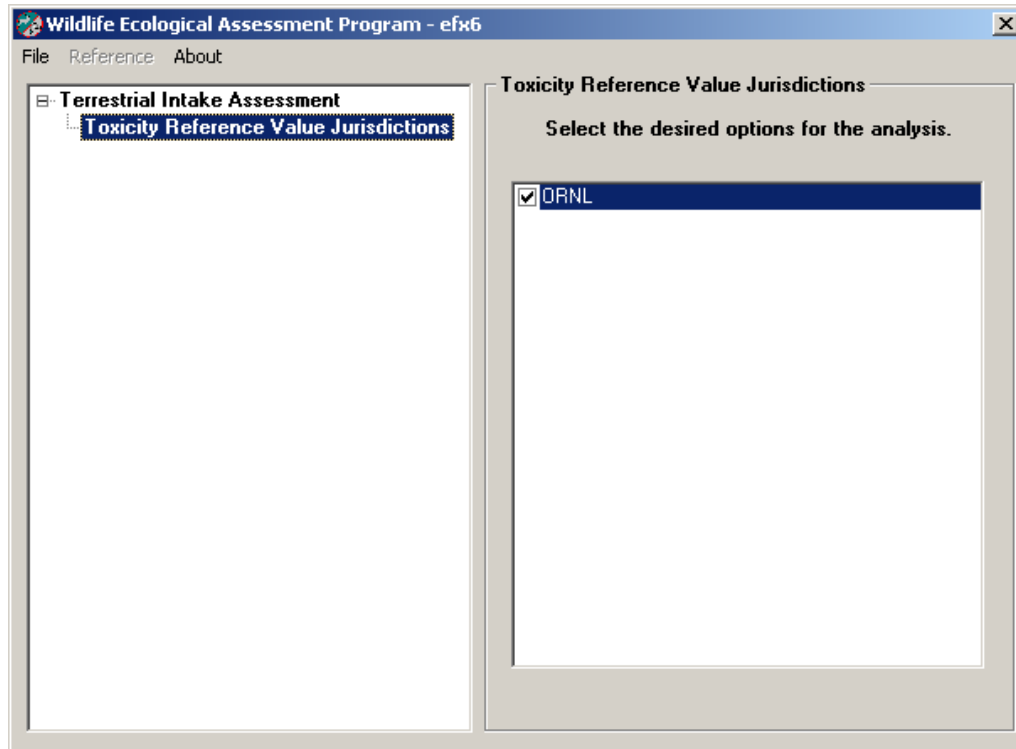 Wildlife Ecological Assessment Program - efx6
File Reference About
Terrestrial Intake Assessment
Toxicity Reference Value Jurisdictions
Toxicity Reference Value Jurisdictions
Select the desired options for the analysis.
ORNL